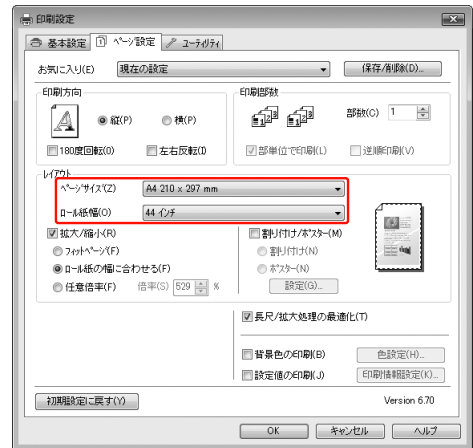 印刷設定
基本設定 ページ設定 ユーティリティ
お気に入り(E) 現在の設定 保存/削除(D)...
印刷方向
縦(P) 横(P)
180度回転(0) 左右反転(I)
印刷部数
部数(C) 1
部単位で印刷(L) 逆順印刷(V)
レイアウト
ページサイズ(Z) A4 210 x 297 mm
ロール紙幅(O) 44 インチ
拡大/縮小(R)
フィットページ(F)
ロール紙の幅に合わせる(F)
任意倍率(F) 倍率(S) 529 %
割り付け/ポスター(M)
割り付け(N)
ポスター(N)
設定(G)...
長尺/拡大処理の最適化(T)
背景色の印刷(B) 色設定(H)...
設定値の印刷(J) 印刷情報設定(K)...
初期設定に戻す(Y) Version 6.70
OK キャンセル ヘルプ